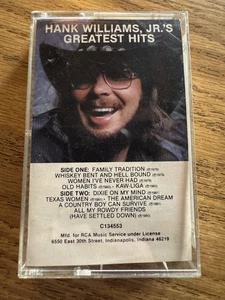 HANK WILLIAMS, JR.'S
GREATEST HITS
SIDE ONE: FAMILY TRADITION
WHISKEY BENT AND HELL BOUND
WOMEN I'VE NEVER HAD
OLD HABITS • KAW-LIGA
SIDE TWO: DIXIE ON MY MIND
TEXAS WOMEN • THE AMERICAN DREAM
A COUNTRY BOY CAN SURVIVE
ALL MY ROWDY FRIENDS
(HAVE SETTLED DOWN)
C134553
Mfd. for RCA Music Service under License
6550 East 30th Street, Indianapolis, Indiana 46219